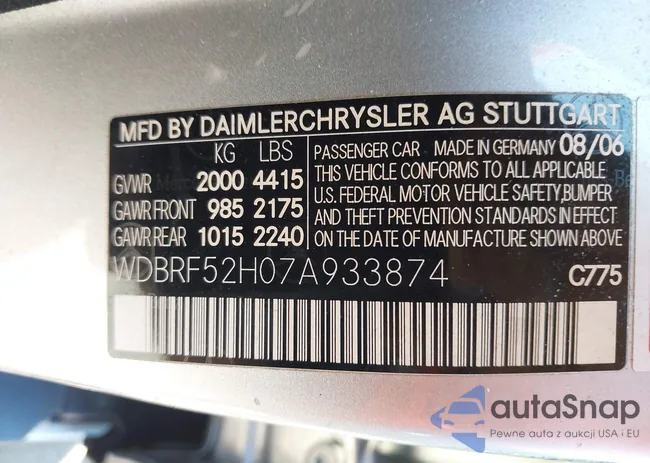 MFD BY DAIMLERCHRYSLER AG STUTTGART
KG LBS
GVWR 2000 4415
GAWR FRONT 985 2175
GAWR REAR 1015 2240
PASSENGER CAR MADE IN GERMANY 08/06
THIS VEHICLE CONFORMS TO ALL APPLICABLE
U.S. FEDERAL MOTOR VEHICLE SAFETY,BUMPER
AND THEFT PREVENTION STANDARDS IN EFFECT
ON THE DATE OF MANUFACTURE SHOWN ABOVE
WDBRF52H07A933874
C775
autaSnap
Pewne auta z aukcji USA i EU